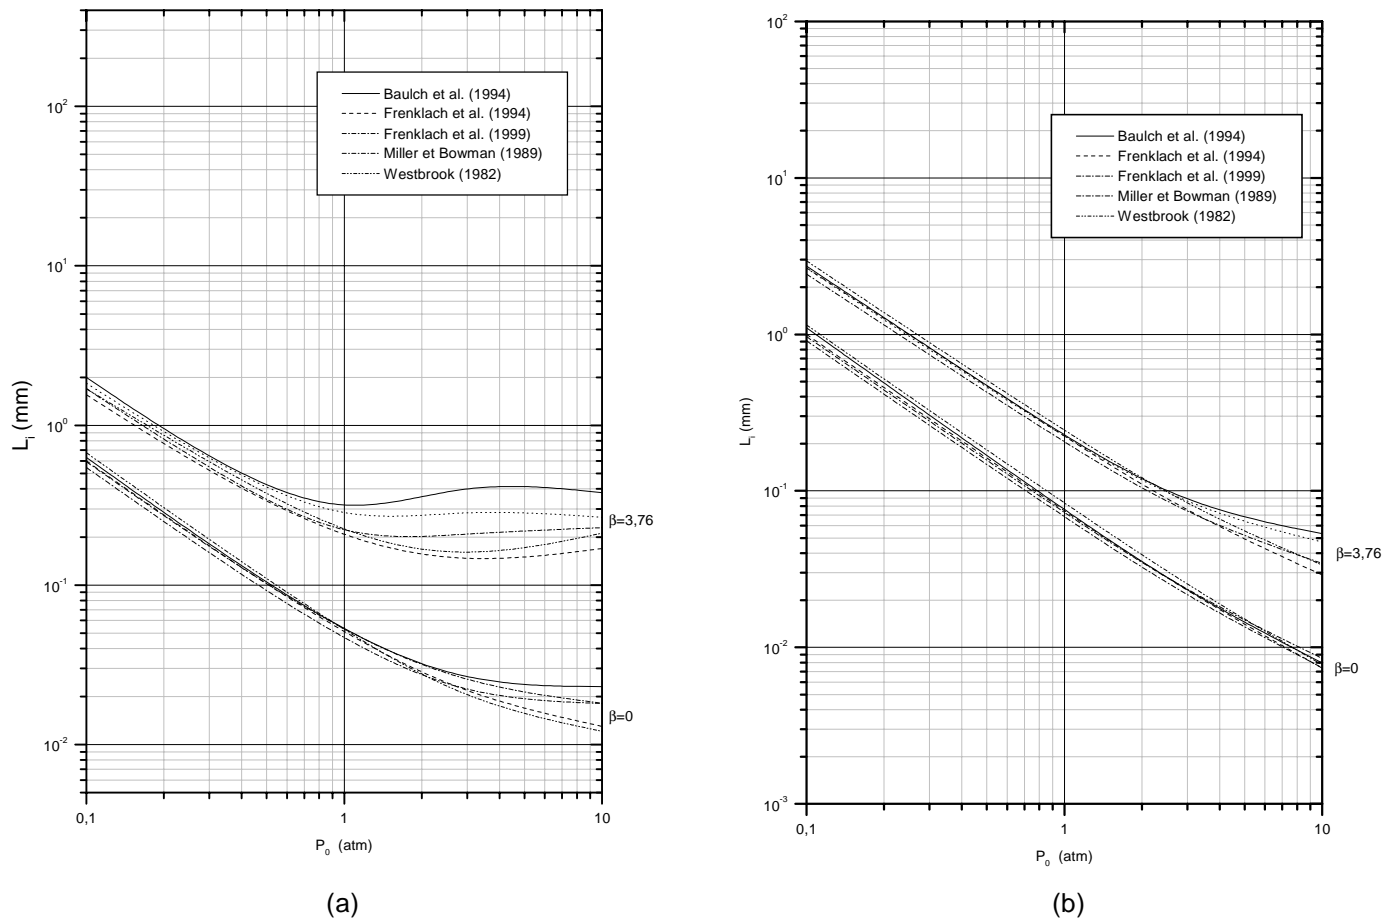 10²
10¹
10⁰
10⁻¹
10⁻²
0,1
1
10
L_i (mm)
P₀ (atm)
Baulch et al. (1994)
Frenklach et al. (1994)
Frenklach et al. (1999)
Miller et Bowman (1989)
Westbrook (1982)
β=3,76
β=0
(a)
10²
10¹
10⁰
10⁻¹
10⁻²
10⁻³
0,1
1
10
L_i (mm)
P₀ (atm)
Baulch et al. (1994)
Frenklach et al. (1994)
Frenklach et al. (1999)
Miller et Bowman (1989)
Westbrook (1982)
β=3,76
β=0
(b)